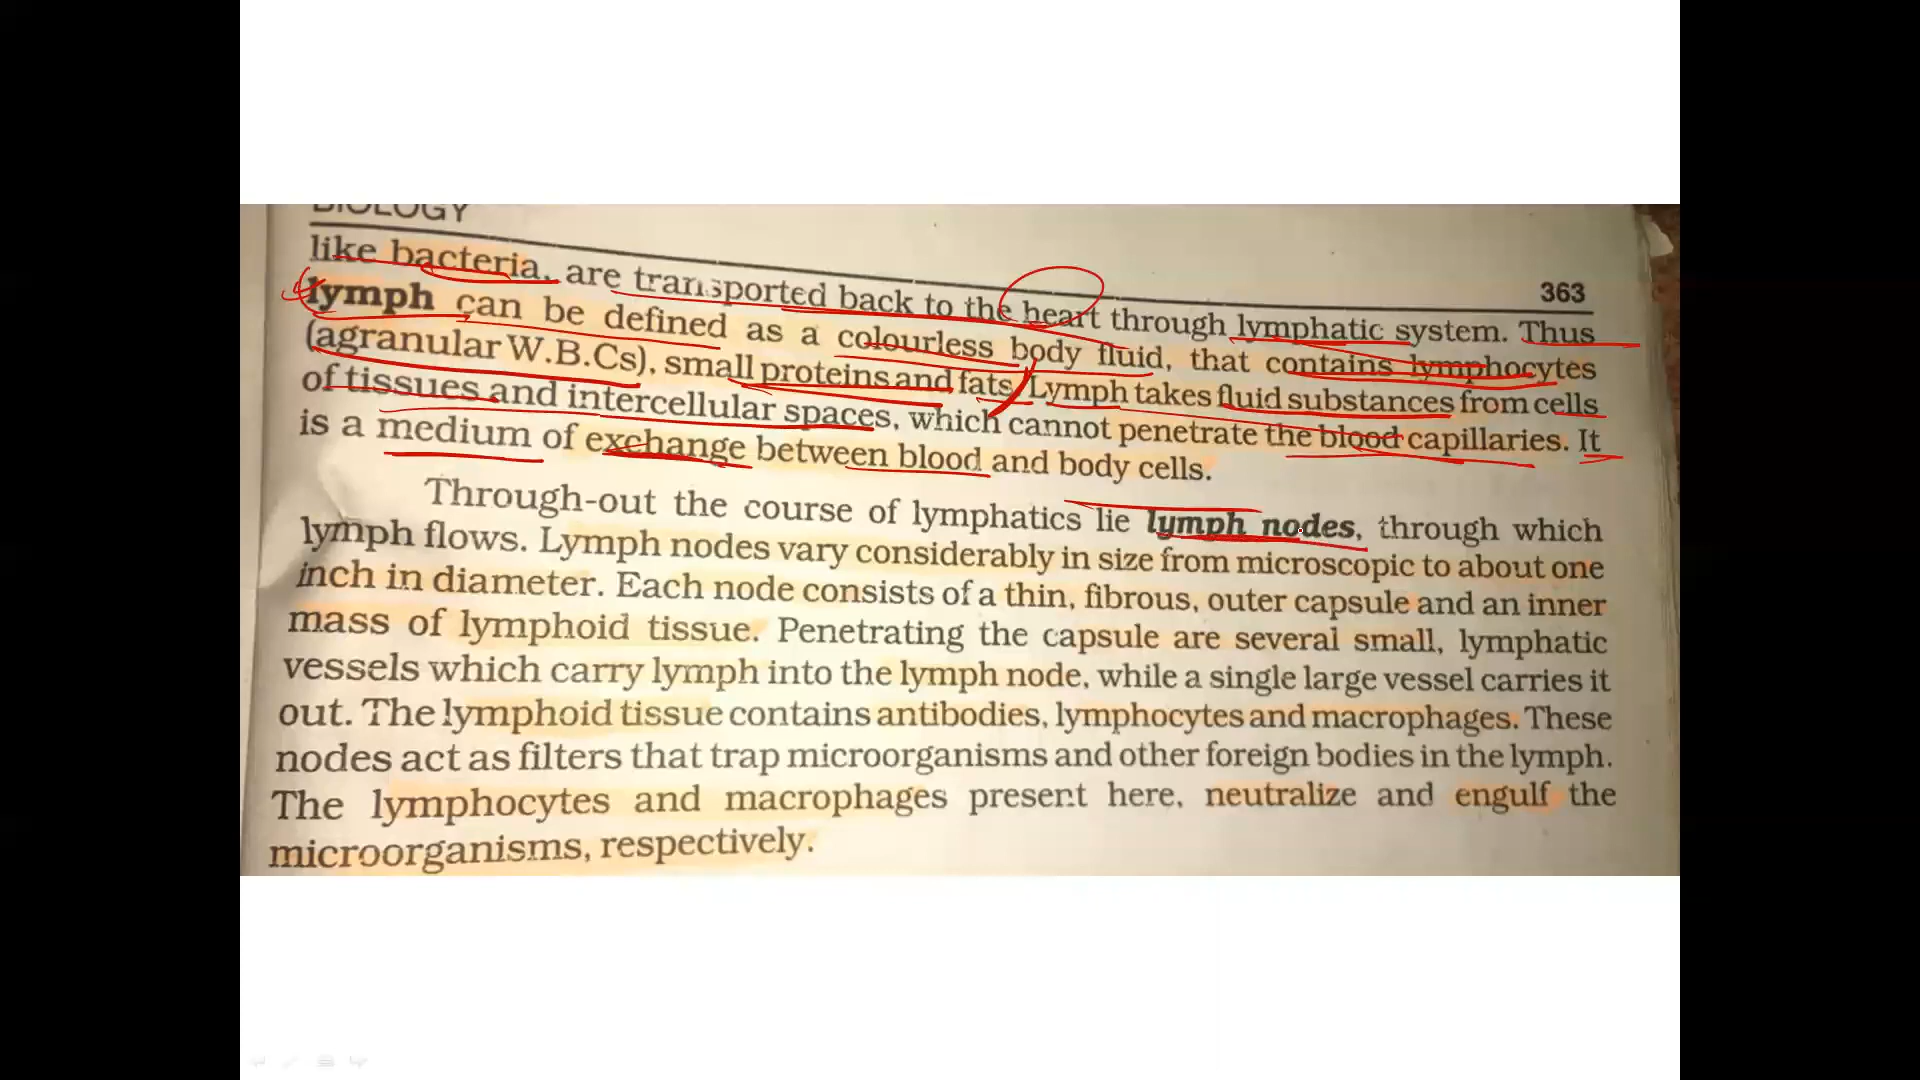 BIOLOGY
363
like bacteria, are transported back to the heart through lymphatic system. Thus
lymph can be defined as a colourless body fluid, that contains lymphocytes
(agranular W.B.Cs), small proteins and fats. Lymph takes fluid substances from cells
of tissues and intercellular spaces, which cannot penetrate the blood capillaries. It
is a medium of exchange between blood and body cells.
Through-out the course of lymphatics lie lymph nodes, through which
lymph flows. Lymph nodes vary considerably in size from microscopic to about one
inch in diameter. Each node consists of a thin, fibrous, outer capsule and an inner
mass of lymphoid tissue. Penetrating the capsule are several small, lymphatic
vessels which carry lymph into the lymph node, while a single large vessel carries it
out. The lymphoid tissue contains antibodies, lymphocytes and macrophages. These
nodes act as filters that trap microorganisms and other foreign bodies in the lymph.
The lymphocytes and macrophages present here, neutralize and engulf the
microorganisms, respectively.